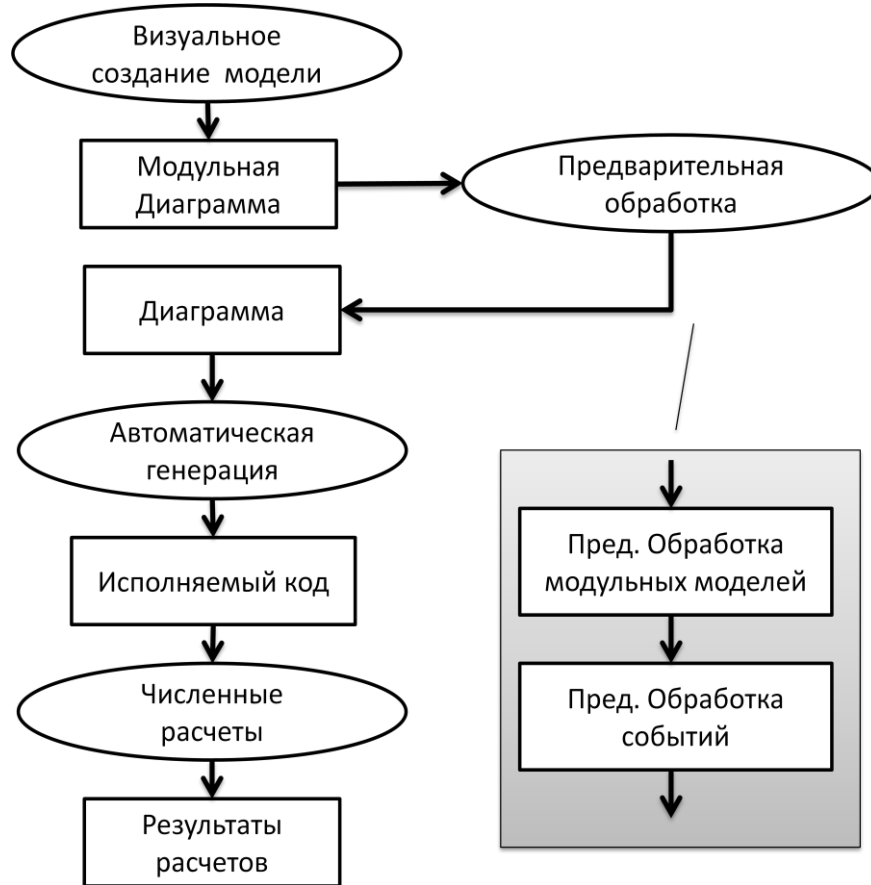 Визуальное
создание модели
Модульная
Диаграмма
Предварительная
обработка
Диаграмма
Автоматическая
генерация
Исполняемый код
Численные
расчеты
Результаты
расчетов
Пред. Обработка
модульных моделей
Пред. Обработка
событий